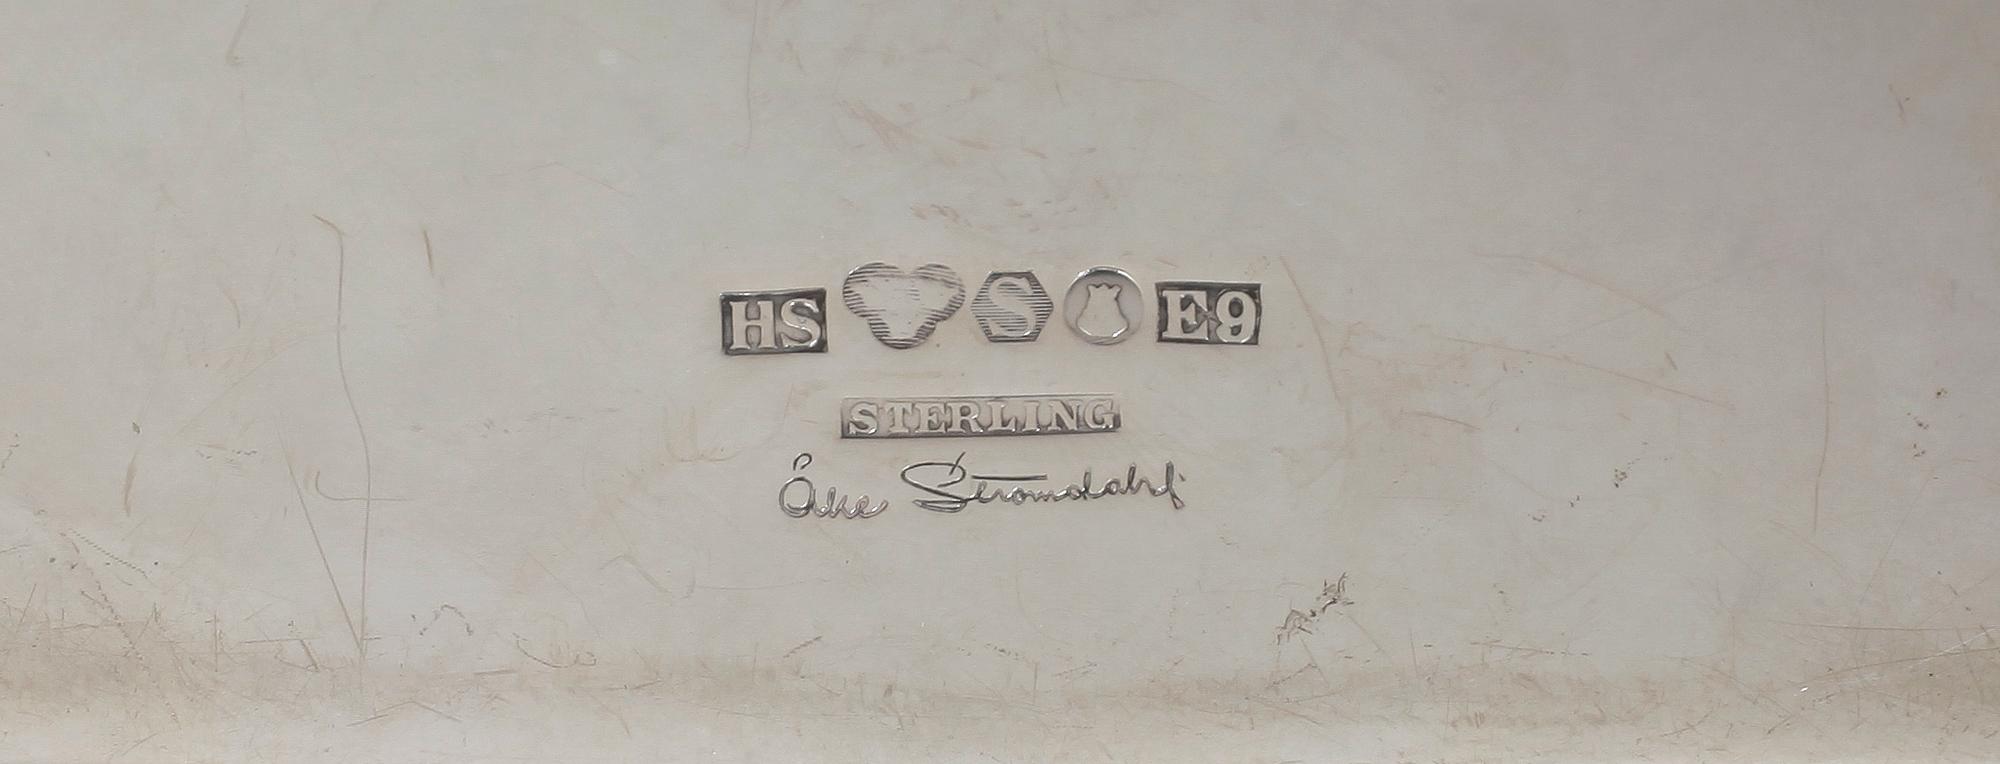 HS S E9
STERLING
Åke Strömdahl